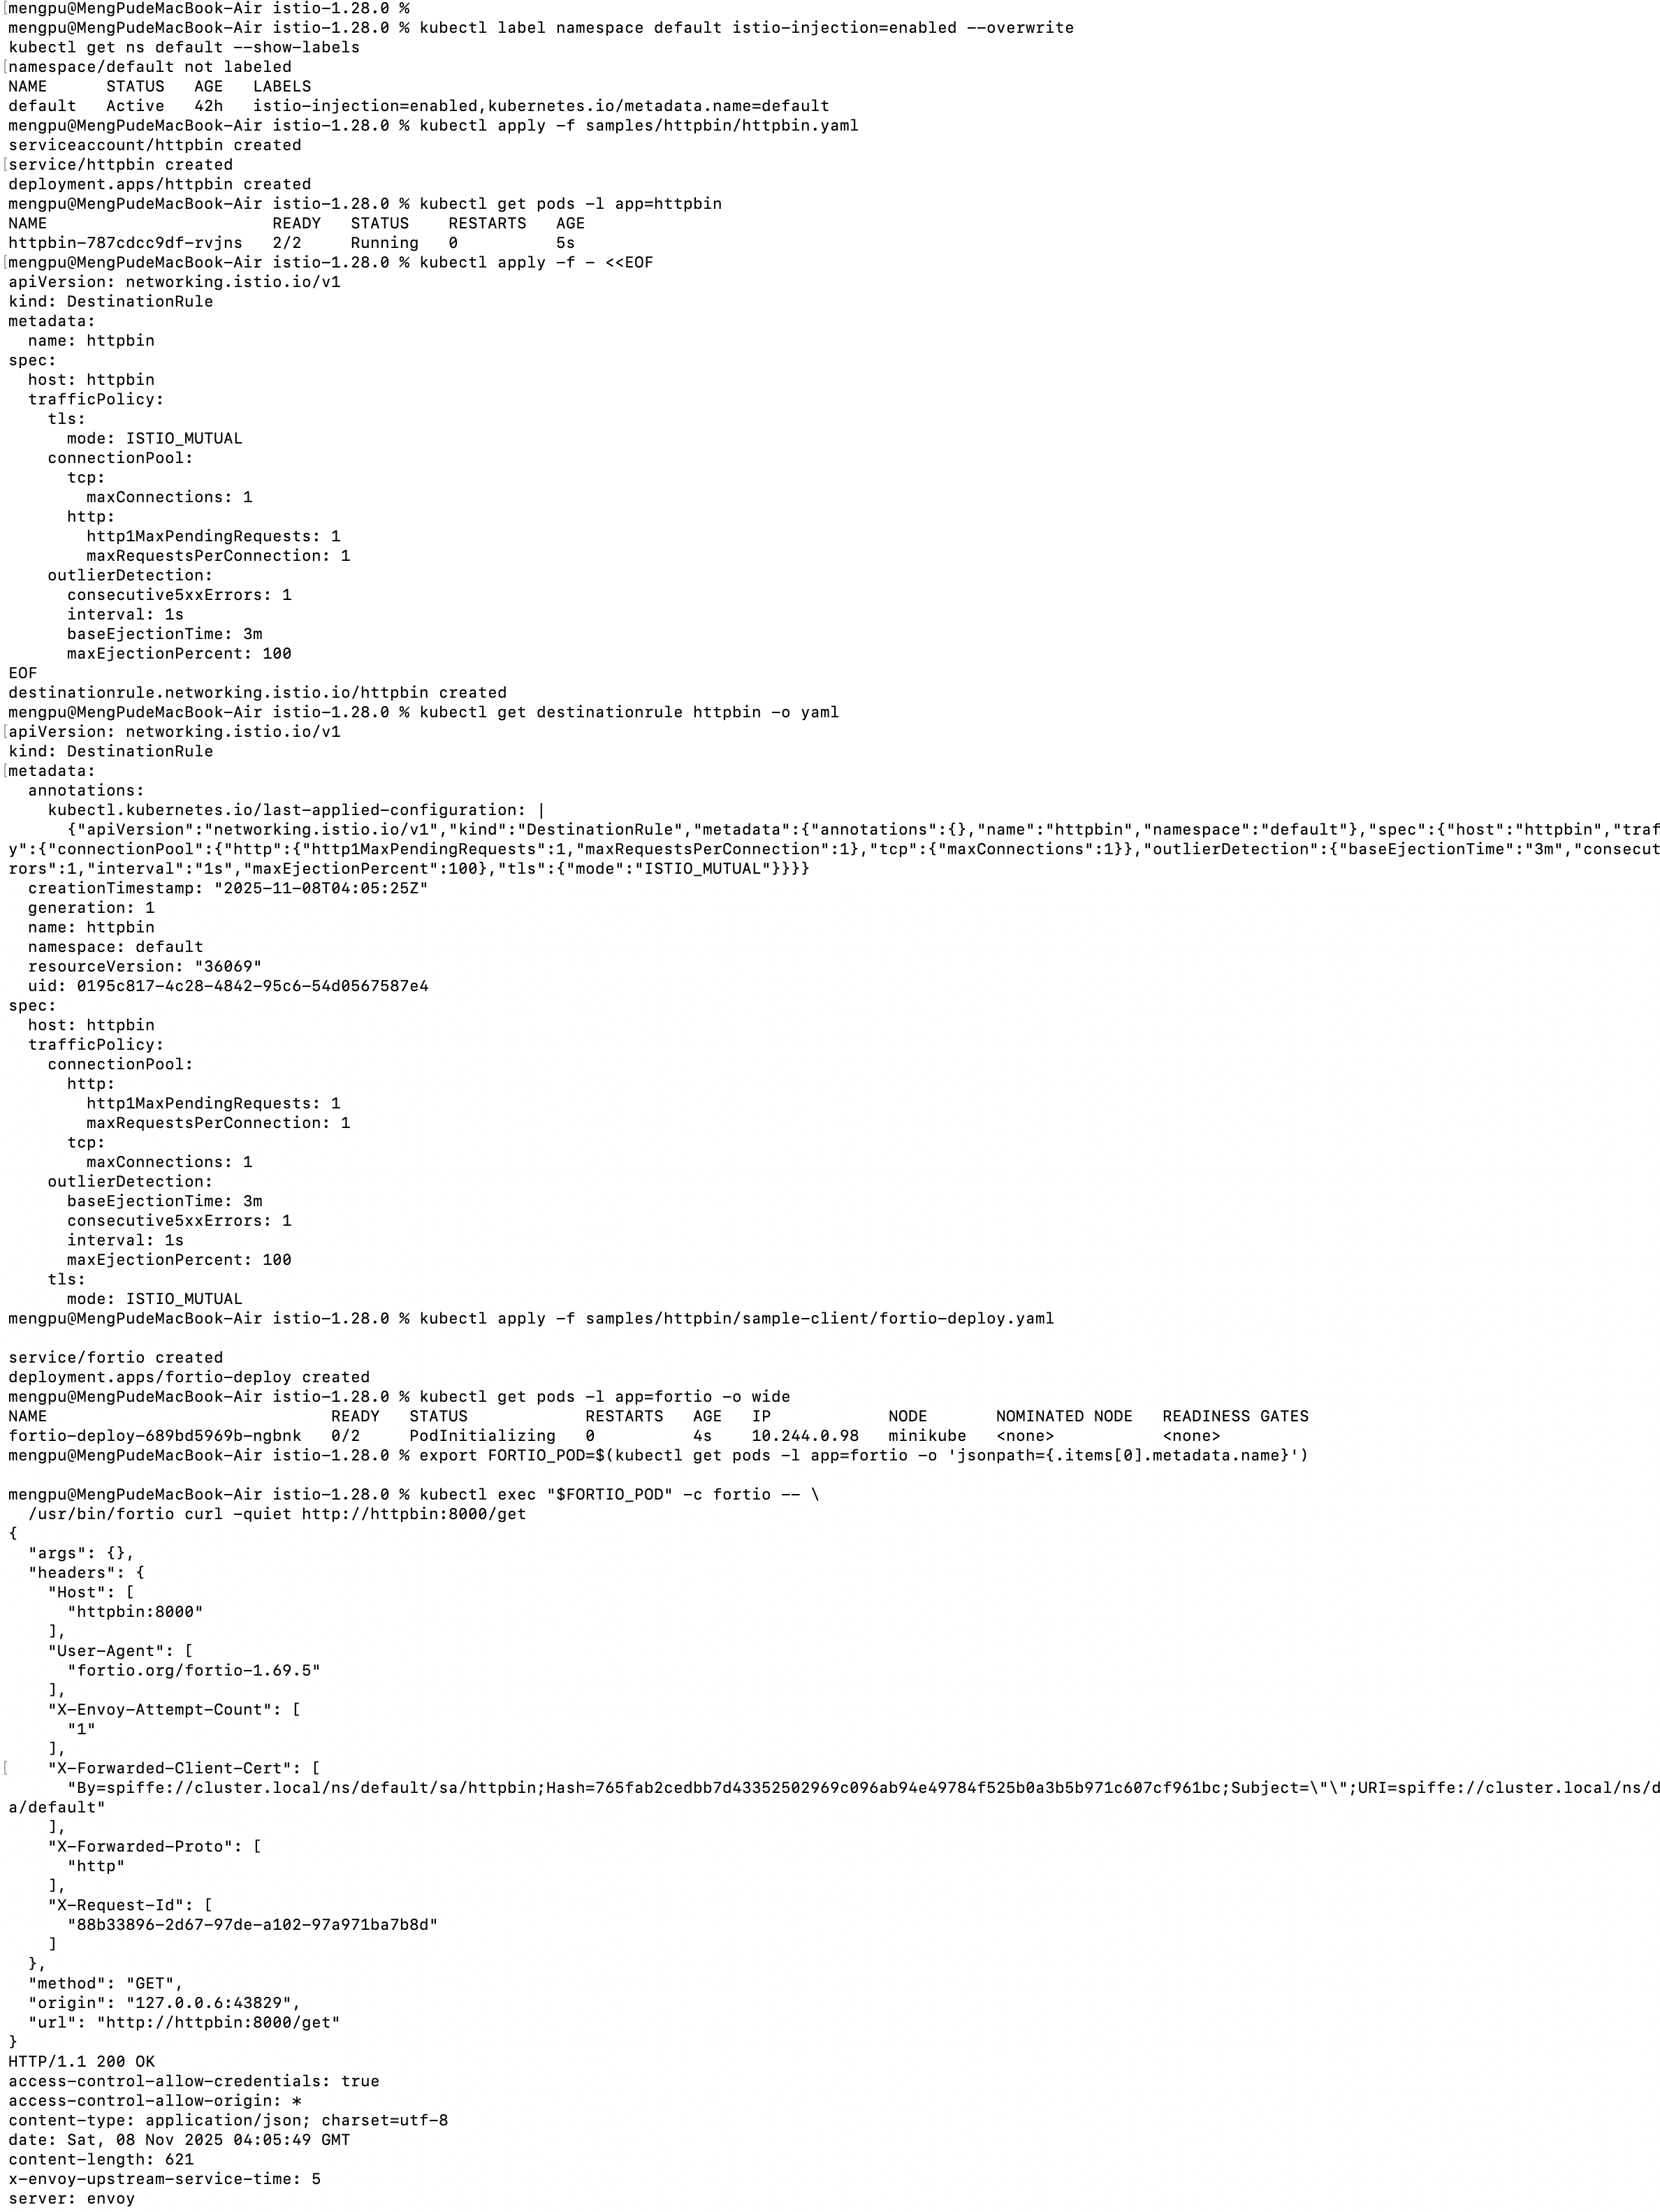 [mengpu@MengPudeMacBook-Air istio-1.28.0 %
mengpu@MengPudeMacBook-Air istio-1.28.0 % kubectl label namespace default istio-injection=enabled --overwrite
kubectl get ns default --show-labels
[namespace/default not labeled
NAME      STATUS   AGE   LABELS
default   Active   42h   istio-injection=enabled,kubernetes.io/metadata.name=default
mengpu@MengPudeMacBook-Air istio-1.28.0 % kubectl apply -f samples/httpbin/httpbin.yaml
serviceaccount/httpbin created
[service/httpbin created
deployment.apps/httpbin created
mengpu@MengPudeMacBook-Air istio-1.28.0 % kubectl get pods -l app=httpbin
NAME                       READY   STATUS    RESTARTS   AGE
httpbin-787cdcc9df-rvjns   2/2     Running   0          5s
[mengpu@MengPudeMacBook-Air istio-1.28.0 % kubectl apply -f - <<EOF
apiVersion: networking.istio.io/v1
kind: DestinationRule
metadata:
  name: httpbin
spec:
  host: httpbin
  trafficPolicy:
    tls:
      mode: ISTIO_MUTUAL
    connectionPool:
      tcp:
        maxConnections: 1
      http:
        http1MaxPendingRequests: 1
        maxRequestsPerConnection: 1
    outlierDetection:
      consecutive5xxErrors: 1
      interval: 1s
      baseEjectionTime: 3m
      maxEjectionPercent: 100
EOF
destinationrule.networking.istio.io/httpbin created
mengpu@MengPudeMacBook-Air istio-1.28.0 % kubectl get destinationrule httpbin -o yaml
[apiVersion: networking.istio.io/v1
kind: DestinationRule
[metadata:
  annotations:
    kubectl.kubernetes.io/last-applied-configuration: |
      {"apiVersion":"networking.istio.io/v1","kind":"DestinationRule","metadata":{"annotations":{},"name":"httpbin","namespace":"default"},"spec":{"host":"httpbin","traf
y":{"connectionPool":{"http":{"http1MaxPendingRequests":1,"maxRequestsPerConnection":1},"tcp":{"maxConnections":1}},"outlierDetection":{"baseEjectionTime":"3m","consecut
rors":1,"interval":"1s","maxEjectionPercent":100},"tls":{"mode":"ISTIO_MUTUAL"}}}}
  creationTimestamp: "2025-11-08T04:05:25Z"
  generation: 1
  name: httpbin
  namespace: default
  resourceVersion: "36069"
  uid: 0195c817-4c28-4842-95c6-54d0567587e4
spec:
  host: httpbin
  trafficPolicy:
    connectionPool:
      http:
        http1MaxPendingRequests: 1
        maxRequestsPerConnection: 1
      tcp:
        maxConnections: 1
    outlierDetection:
      baseEjectionTime: 3m
      consecutive5xxErrors: 1
      interval: 1s
      maxEjectionPercent: 100
    tls:
      mode: ISTIO_MUTUAL
mengpu@MengPudeMacBook-Air istio-1.28.0 % kubectl apply -f samples/httpbin/sample-client/fortio-deploy.yaml

service/fortio created
deployment.apps/fortio-deploy created
mengpu@MengPudeMacBook-Air istio-1.28.0 % kubectl get pods -l app=fortio -o wide
NAME                             READY   STATUS            RESTARTS   AGE   IP            NODE       NOMINATED NODE   READINESS GATES
fortio-deploy-689bd5969b-ngbnk   0/2     PodInitializing   0          4s    10.244.0.98   minikube   <none>           <none>
mengpu@MengPudeMacBook-Air istio-1.28.0 % export FORTIO_POD=$(kubectl get pods -l app=fortio -o 'jsonpath={.items[0].metadata.name}')

mengpu@MengPudeMacBook-Air istio-1.28.0 % kubectl exec "$FORTIO_POD" -c fortio -- \
  /usr/bin/fortio curl -quiet http://httpbin:8000/get
{
  "args": {},
  "headers": {
    "Host": [
      "httpbin:8000"
    ],
    "User-Agent": [
      "fortio.org/fortio-1.69.5"
    ],
    "X-Envoy-Attempt-Count": [
      "1"
    ],
[    "X-Forwarded-Client-Cert": [
      "By=spiffe://cluster.local/ns/default/sa/httpbin;Hash=765fab2cedbb7d43352502969c096ab94e49784f525b0a3b5b971c607cf961bc;Subject=\"\";URI=spiffe://cluster.local/ns/d
a/default"
    ],
    "X-Forwarded-Proto": [
      "http"
    ],
    "X-Request-Id": [
      "88b33896-2d67-97de-a102-97a971ba7b8d"
    ]
  },
  "method": "GET",
  "origin": "127.0.0.6:43829",
  "url": "http://httpbin:8000/get"
}
HTTP/1.1 200 OK
access-control-allow-credentials: true
access-control-allow-origin: *
content-type: application/json; charset=utf-8
date: Sat, 08 Nov 2025 04:05:49 GMT
content-length: 621
x-envoy-upstream-service-time: 5
server: envoy